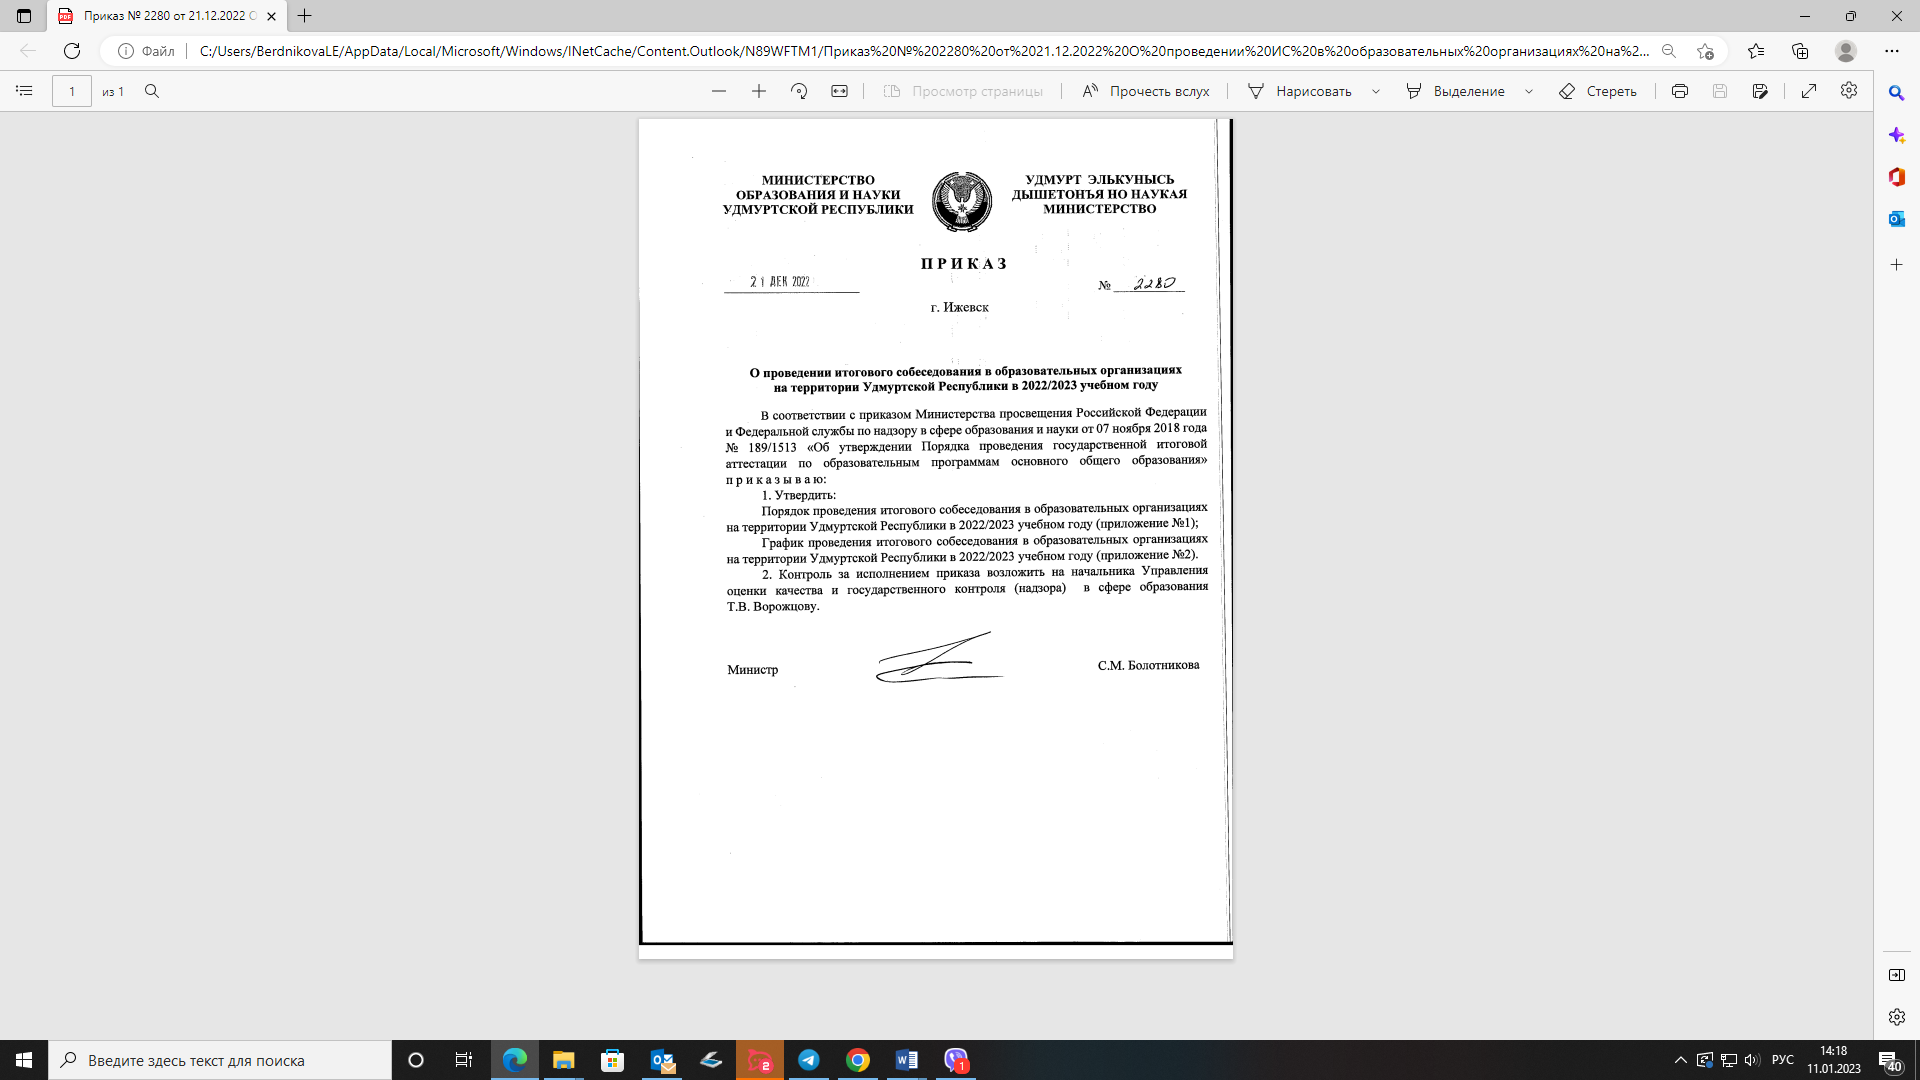 Приказ № 2280 от 21.12.2022 О
Файл
C:/Users/BerdnikovaLE/AppData/Local/Microsoft/Windows/INetCache/Content.Outlook/N89WFTM1/Приказ%20№%202280%20от%2021.12.2022%20О%20проведении%20ИС%20в%20образовательных%20организациях%20на%2...
1 из 1
Просмотр страницы
Прочесть вслух
Нарисовать
Выделение
Стереть
МИНИСТЕРСТВО
ОБРАЗОВАНИЯ И НАУКИ
УДМУРТСКОЙ РЕСПУБЛИКИ
УДМУРТ ЭЛЬКУНЫСЬ
ДЫШЕТОНЪЯ НО НАУКАЯ
МИНИСТЕРСТВО
П Р И К А З
21 ДЕК 2022
№ 2280
г. Ижевск
О проведении итогового собеседования в образовательных организациях
на территории Удмуртской Республики в 2022/2023 учебном году
В соответствии с приказом Министерства просвещения Российской Федерации
и Федеральной службы по надзору в сфере образования и науки от 07 ноября 2018 года
№ 189/1513 «Об утверждении Порядка проведения государственной итоговой
аттестации по образовательным программам основного общего образования»
п р и к а з ы в а ю:
1. Утвердить:
Порядок проведения итогового собеседования в образовательных организациях
на территории Удмуртской Республики в 2022/2023 учебном году (приложение №1);
График проведения итогового собеседования в образовательных организациях
на территории Удмуртской Республики в 2022/2023 учебном году (приложение №2).
2. Контроль за исполнением приказа возложить на начальника Управления
оценки качества и государственного контроля (надзора) в сфере образования
Т.В. Ворожцову.
Министр
С.М. Болотникова
Введите здесь текст для поиска
2
1
РУС
14:18
11.01.2023
40